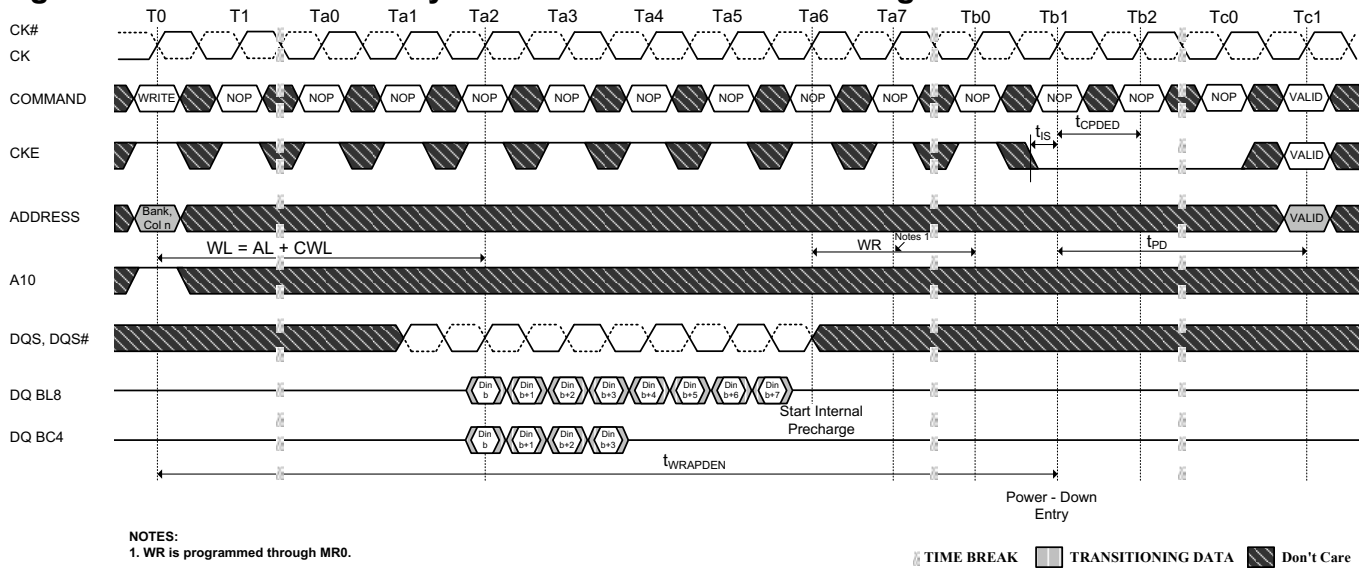 T0 T1 Ta0 Ta1 Ta2 Ta3 Ta4 Ta5 Ta6 Ta7 Tb0 Tb1 Tb2 Tc0 Tc1
CK#
CK
COMMAND WRITE NOP NOP NOP NOP NOP NOP NOP NOP NOP NOP NOP NOP NOP VALID
tIS tCPDED
CKE VALID
ADDRESS Bank, Col n VALID
WL = AL + CWL WR Notes 1 tPD
A10
DQS, DQS#
DQ BL8 Din b Din b+1 Din b+2 Din b+3 Din b+4 Din b+5 Din b+6 Din b+7
Start Internal
Precharge
DQ BC4 Din b Din b+1 Din b+2 Din b+3
tWRAPDEN
Power - Down
Entry
NOTES:
1. WR is programmed through MR0.
TIME BREAK TRANSITIONING DATA Don't Care